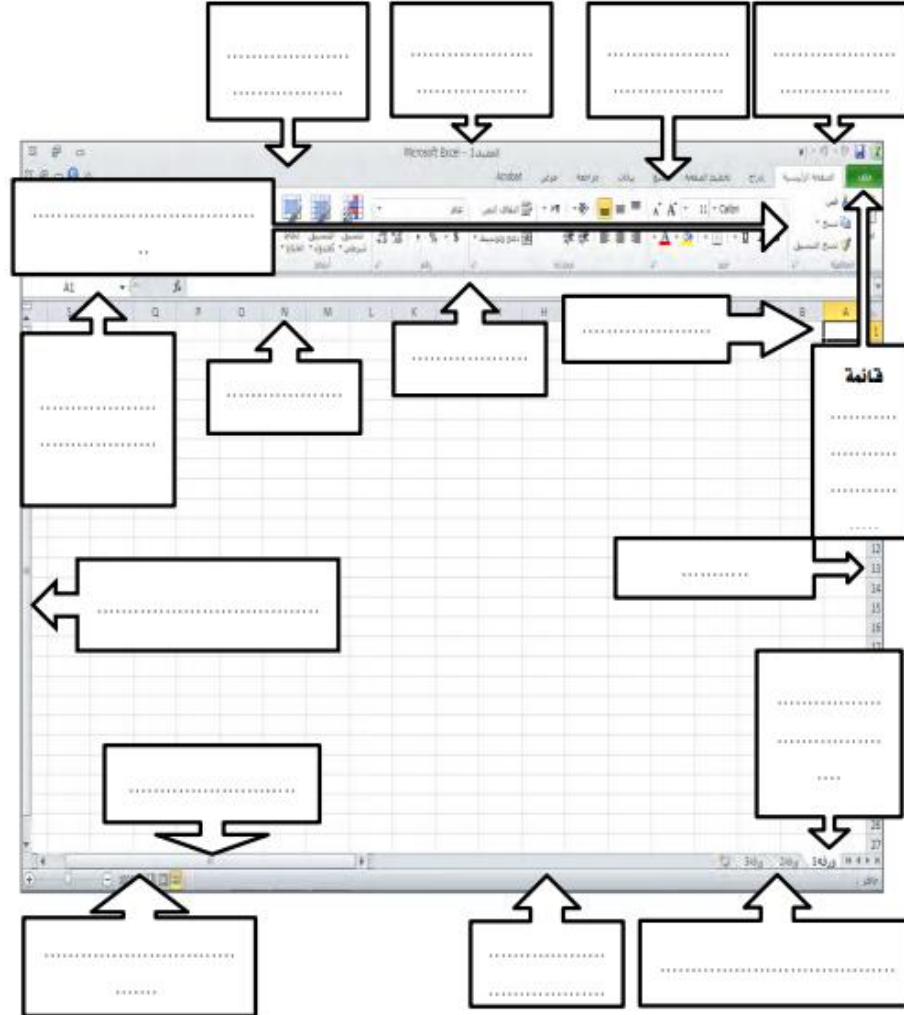 Microsoft Excel - المصنف1
ملف الصفحة الرئيسية إدراج تخطيط الصفحة بيانات مراجعة عرض Acrobat
قص
Calibri 11 التفاف النص عام
نسخ
نسخ التنسيق دمج وتوسيط $ %
A1 fx
A B H K L M N O P Q
1
قائمة
12
13
14
15
16
17
26
27
ورقة1 ورقة2 ورقة3
جاهز